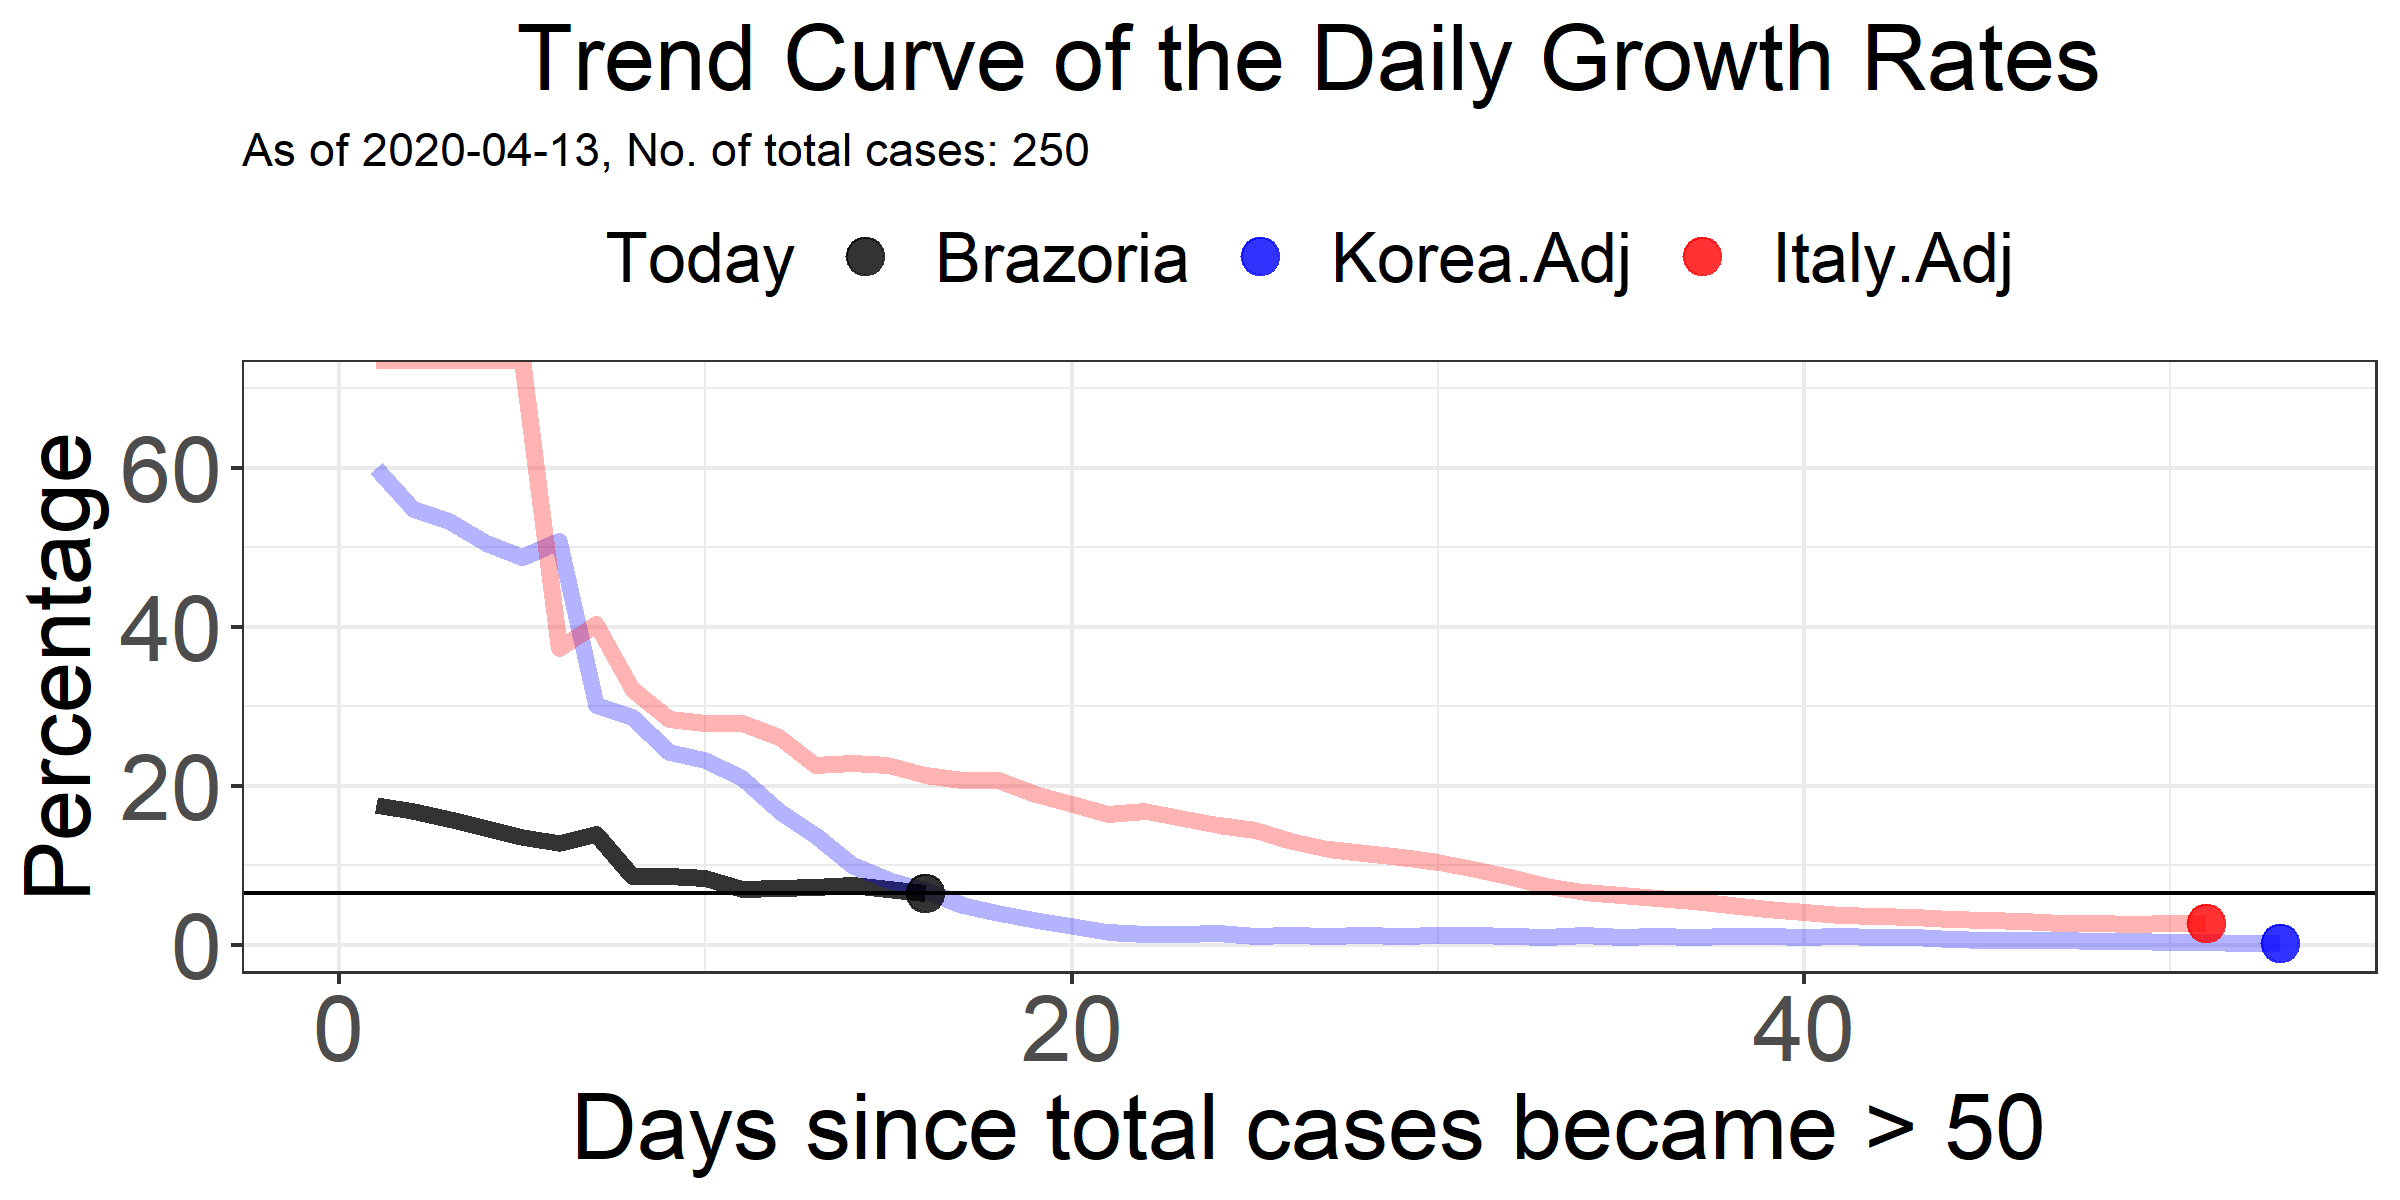 Trend Curve of the Daily Growth Rates
As of 2020-04-13, No. of total cases: 250
Today Brazoria Korea.Adj Italy.Adj
Percentage
60
40
20
0
0 20 40
Days since total cases became > 50